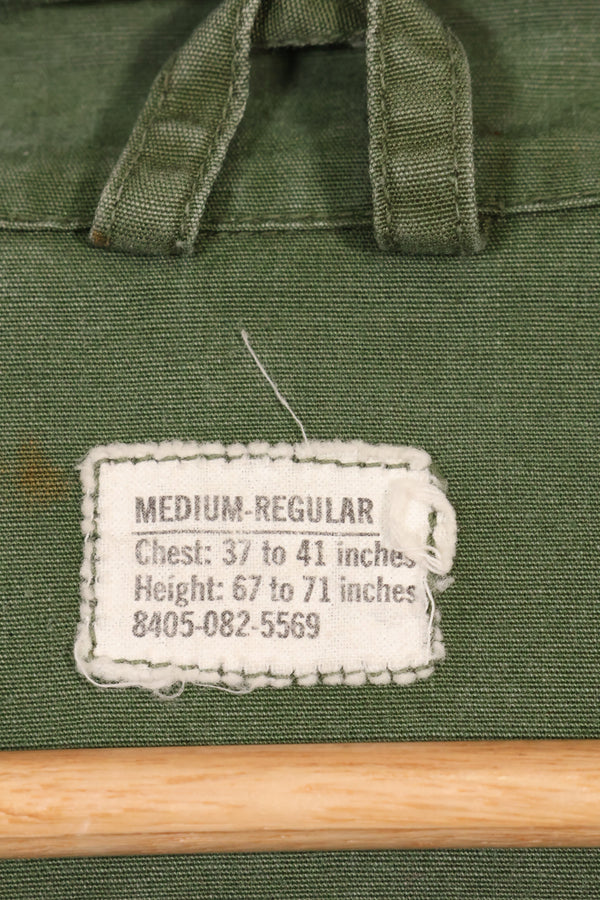 MEDIUM-REGULAR
Chest: 37 to 41 inches
Height: 67 to 71 inches
8405-082-5569